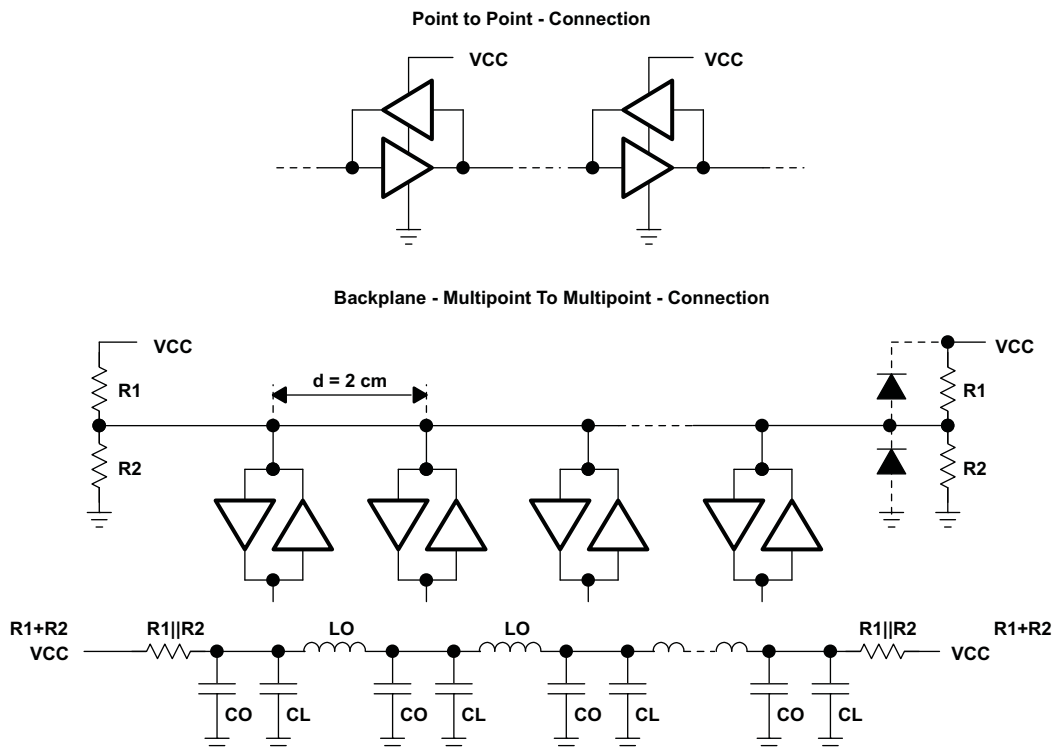 Point to Point - Connection
VCC
VCC
Backplane - Multipoint To Multipoint - Connection
VCC
VCC
R1
d = 2 cm
R1
R2
R2
R1+R2
R1||R2
LO
LO
R1||R2
R1+R2
VCC
VCC
CO
CL
CO
CL
CO
CL
CO
CL